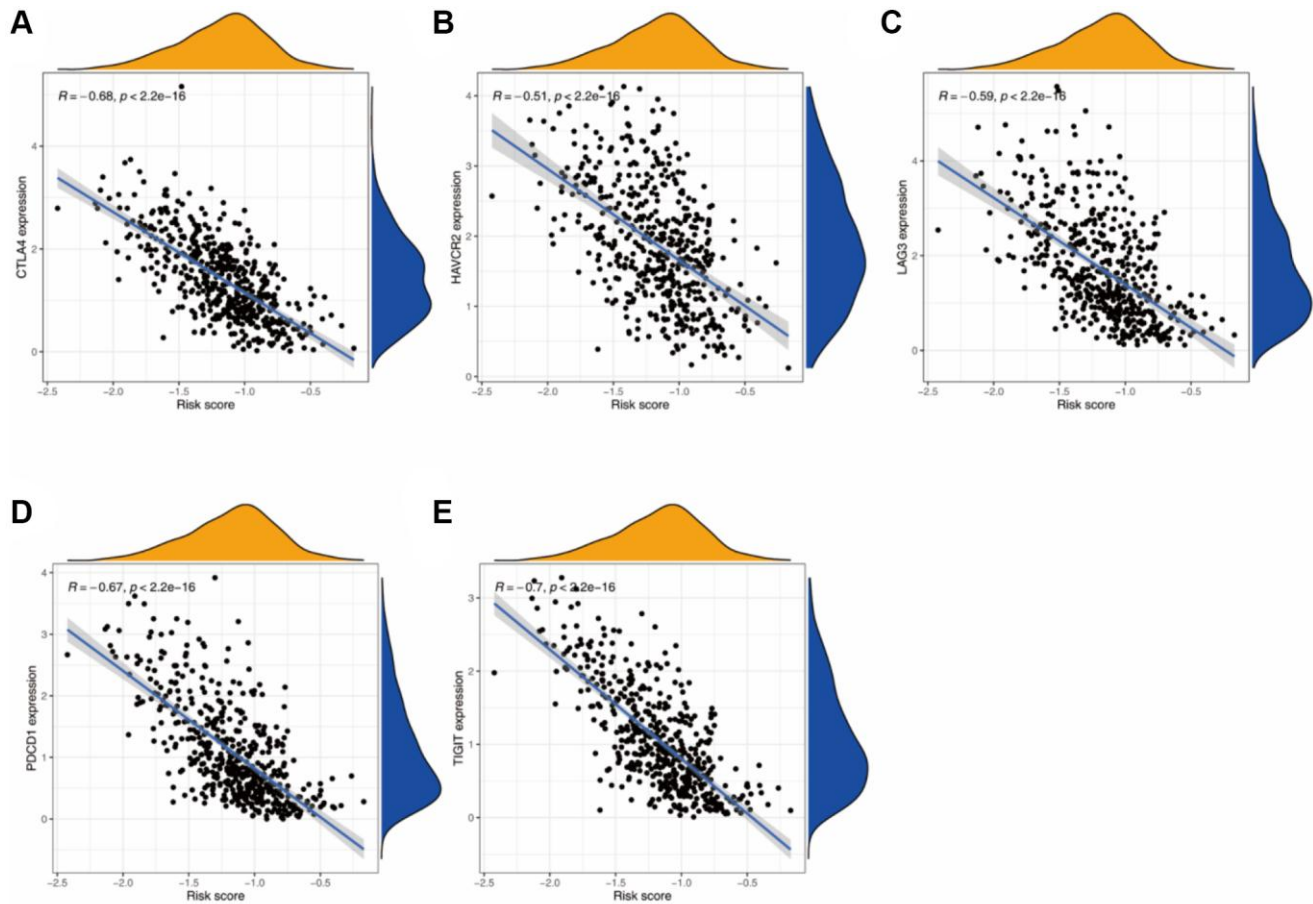 A
R = −0.68, p < 2.2e−16
CTLA4 expression
4
2
0
−2.5 −2.0 −1.5 −1.0 −0.5
Risk score
B
R = −0.51, p < 2.2e−16
HAVCR2 expression
4
3
2
1
0
−2.5 −2.0 −1.5 −1.0 −0.5
Risk score
C
R = −0.59, p < 2.2e−16
LAG3 expression
4
2
0
−2.5 −2.0 −1.5 −1.0 −0.5
Risk score
D
R = −0.67, p < 2.2e−16
PDCD1 expression
4
3
2
1
0
−2.5 −2.0 −1.5 −1.0 −0.5
Risk score
E
R = −0.7, p < 2.2e−16
TIGIT expression
3
2
1
0
−2.5 −2.0 −1.5 −1.0 −0.5
Risk score